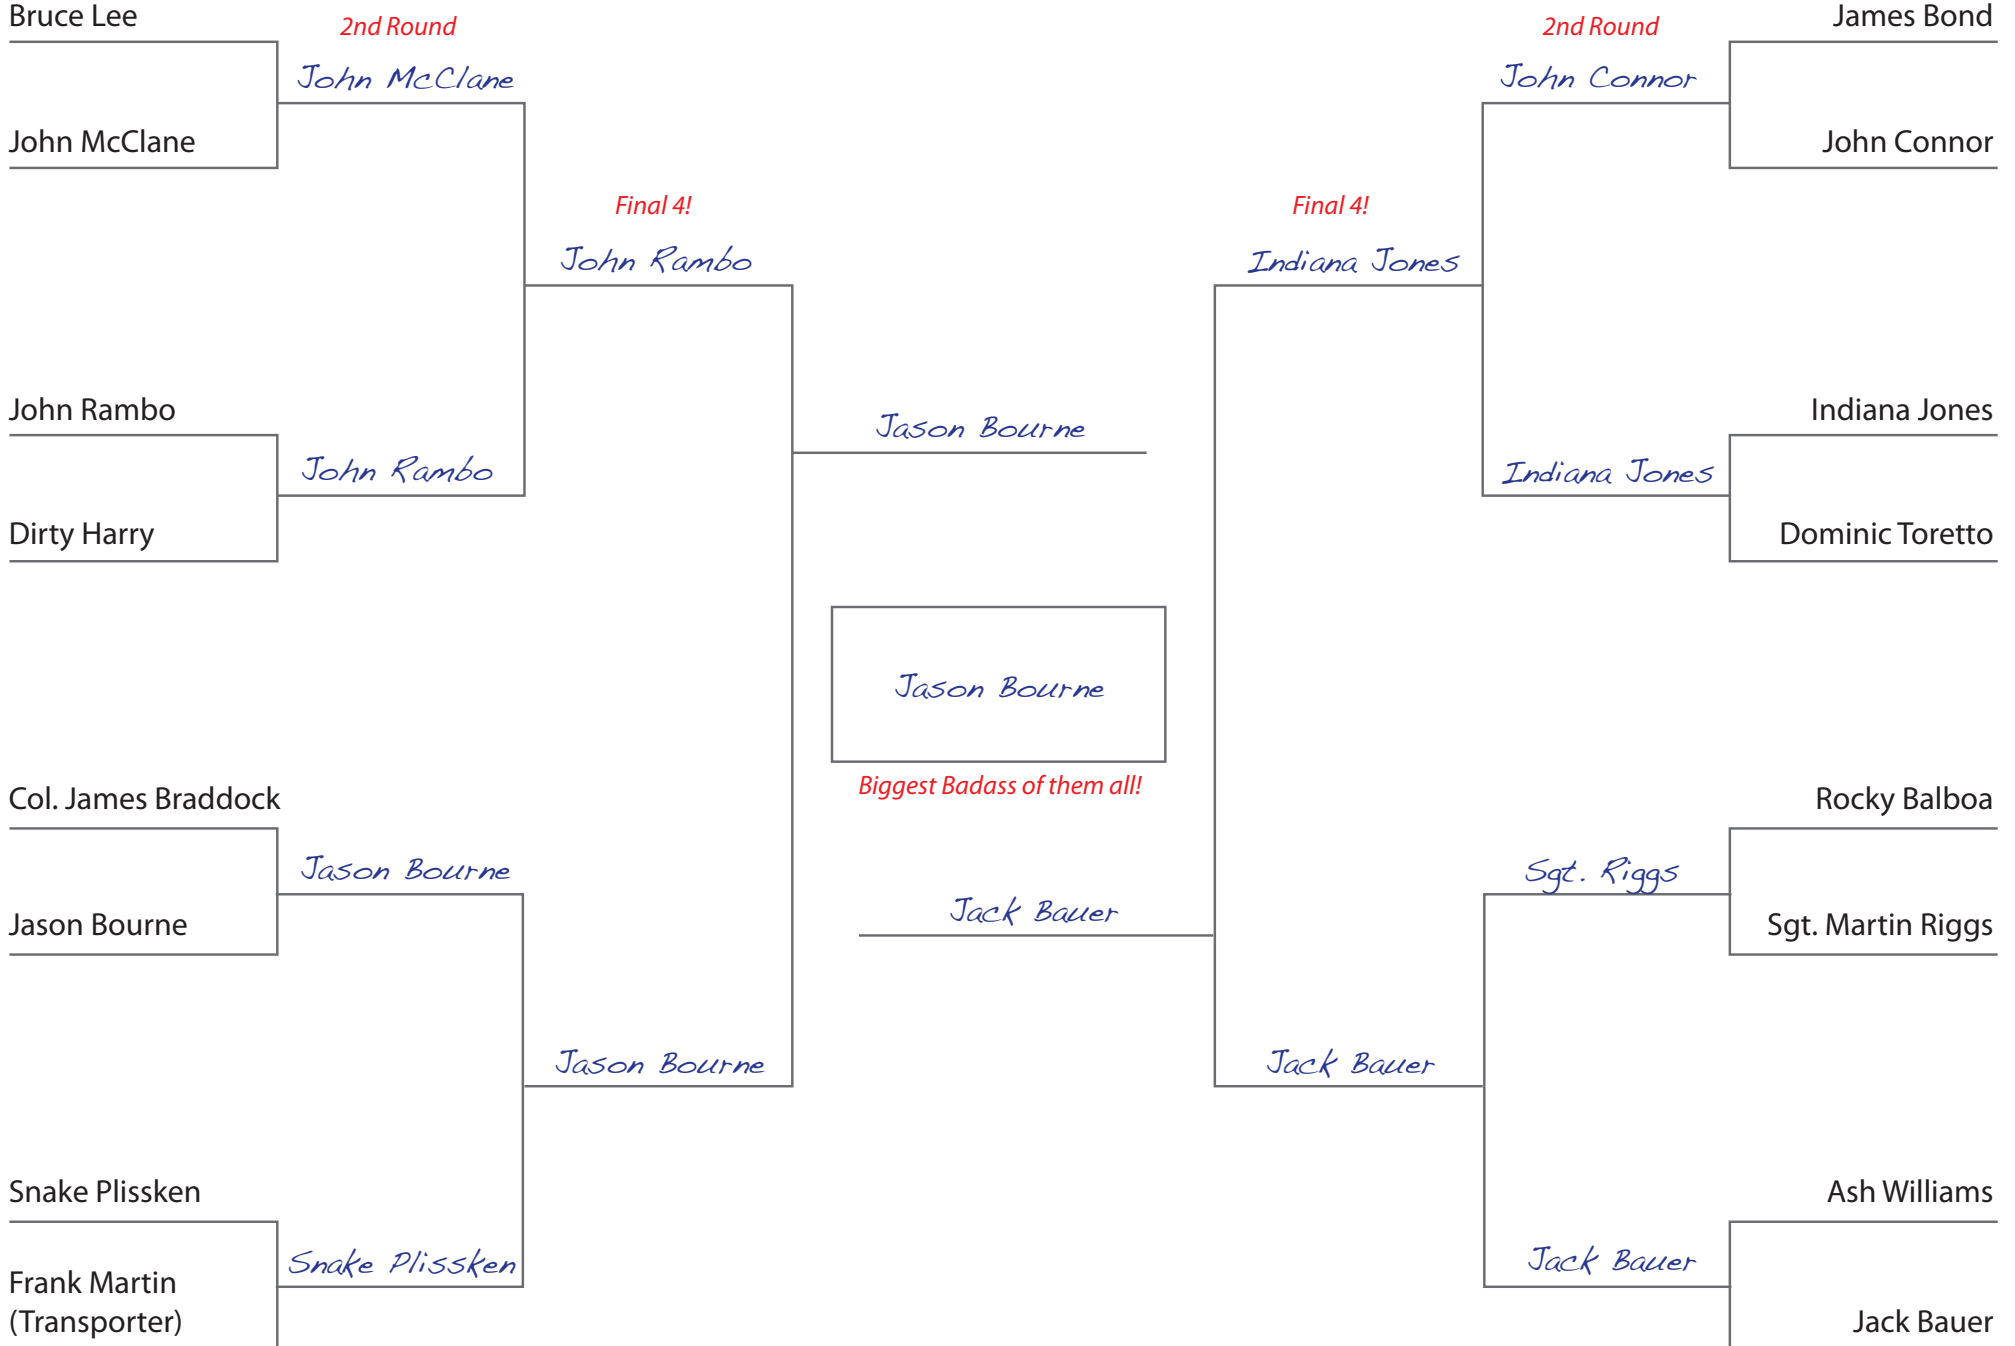 Bruce Lee
2nd Round
2nd Round
James Bond
John McClane
John Connor
John McClane
John Connor
Final 4!
Final 4!
John Rambo
Indiana Jones
John Rambo
Indiana Jones
Jason Bourne
John Rambo
Indiana Jones
Dirty Harry
Dominic Toretto
Jason Bourne
Biggest Badass of them all!
Col. James Braddock
Rocky Balboa
Jason Bourne
Sgt. Riggs
Jason Bourne
Jack Bauer
Sgt. Martin Riggs
Jason Bourne
Jack Bauer
Snake Plissken
Ash Williams
Snake Plissken
Jack Bauer
Frank Martin
(Transporter)
Jack Bauer